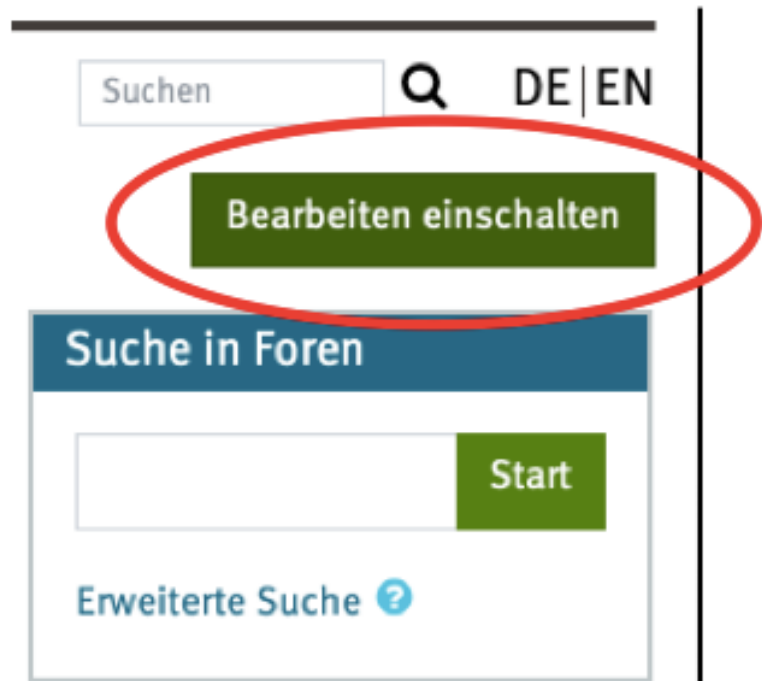 Suchen DE|EN
Bearbeiten einschalten
Suche in Foren
Start
Erweiterte Suche ?